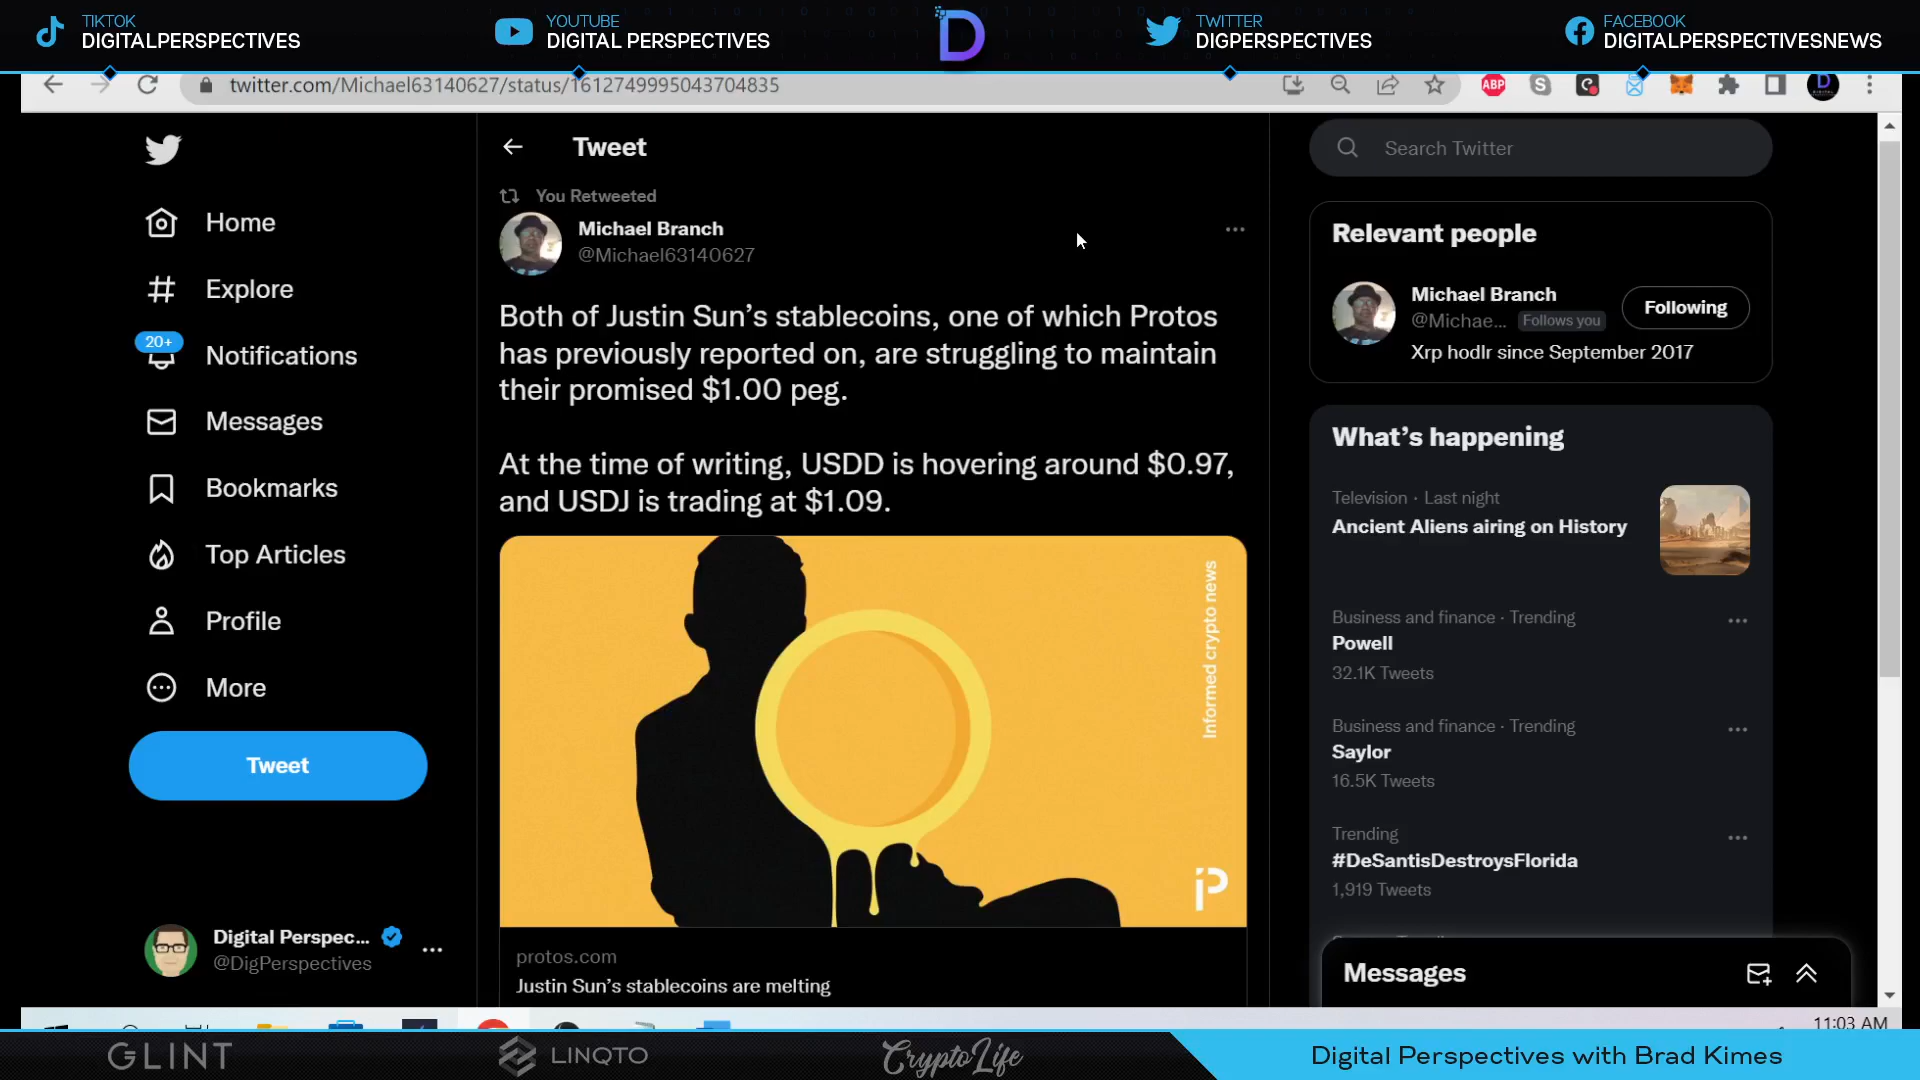 TIKTOK
DIGITALPERSPECTIVES
YOUTUBE
DIGITAL PERSPECTIVES
D
TWITTER
DIGPERSPECTIVES
FACEBOOK
DIGITALPERSPECTIVESNEWS
twitter.com/Michael63140627/status/1612749995043704835
ABP
Home
Explore
20+
Notifications
Messages
Bookmarks
Top Articles
Profile
More
Tweet
Digital Perspec...
@DigPerspectives
Tweet
You Retweeted
Michael Branch
@Michael63140627
Both of Justin Sun’s stablecoins, one of which Protos
has previously reported on, are struggling to maintain
their promised $1.00 peg.
At the time of writing, USDD is hovering around $0.97,
and USDJ is trading at $1.09.
Informed crypto news
protos.com
Justin Sun’s stablecoins are melting
Search Twitter
Relevant people
Michael Branch
@Michae... Follows you
Following
Xrp hodlr since September 2017
What’s happening
Television · Last night
Ancient Aliens airing on History
Business and finance · Trending
Powell
32.1K Tweets
Business and finance · Trending
Saylor
16.5K Tweets
Trending
#DeSantisDestroysFlorida
1,919 Tweets
Messages
11:03 AM
GLINT
LINQTO
CryptoLife
Digital Perspectives with Brad Kimes